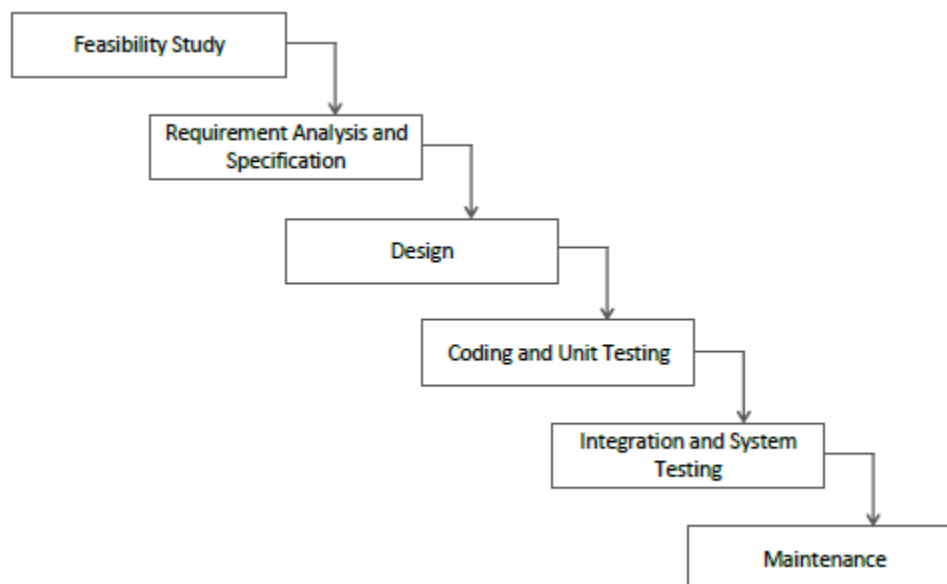 Feasibility Study
Requirement Analysis and
Specification
Design
Coding and Unit Testing
Integration and System
Testing
Maintenance